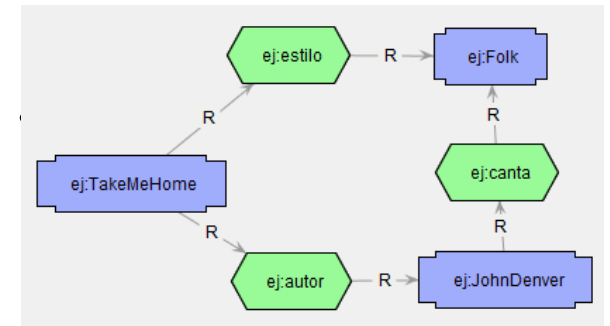 ej:estilo
R
ej:Folk
R
R
ej:TakeMeHome
ej:canta
R
R
ej:autor
R
ej:JohnDenver